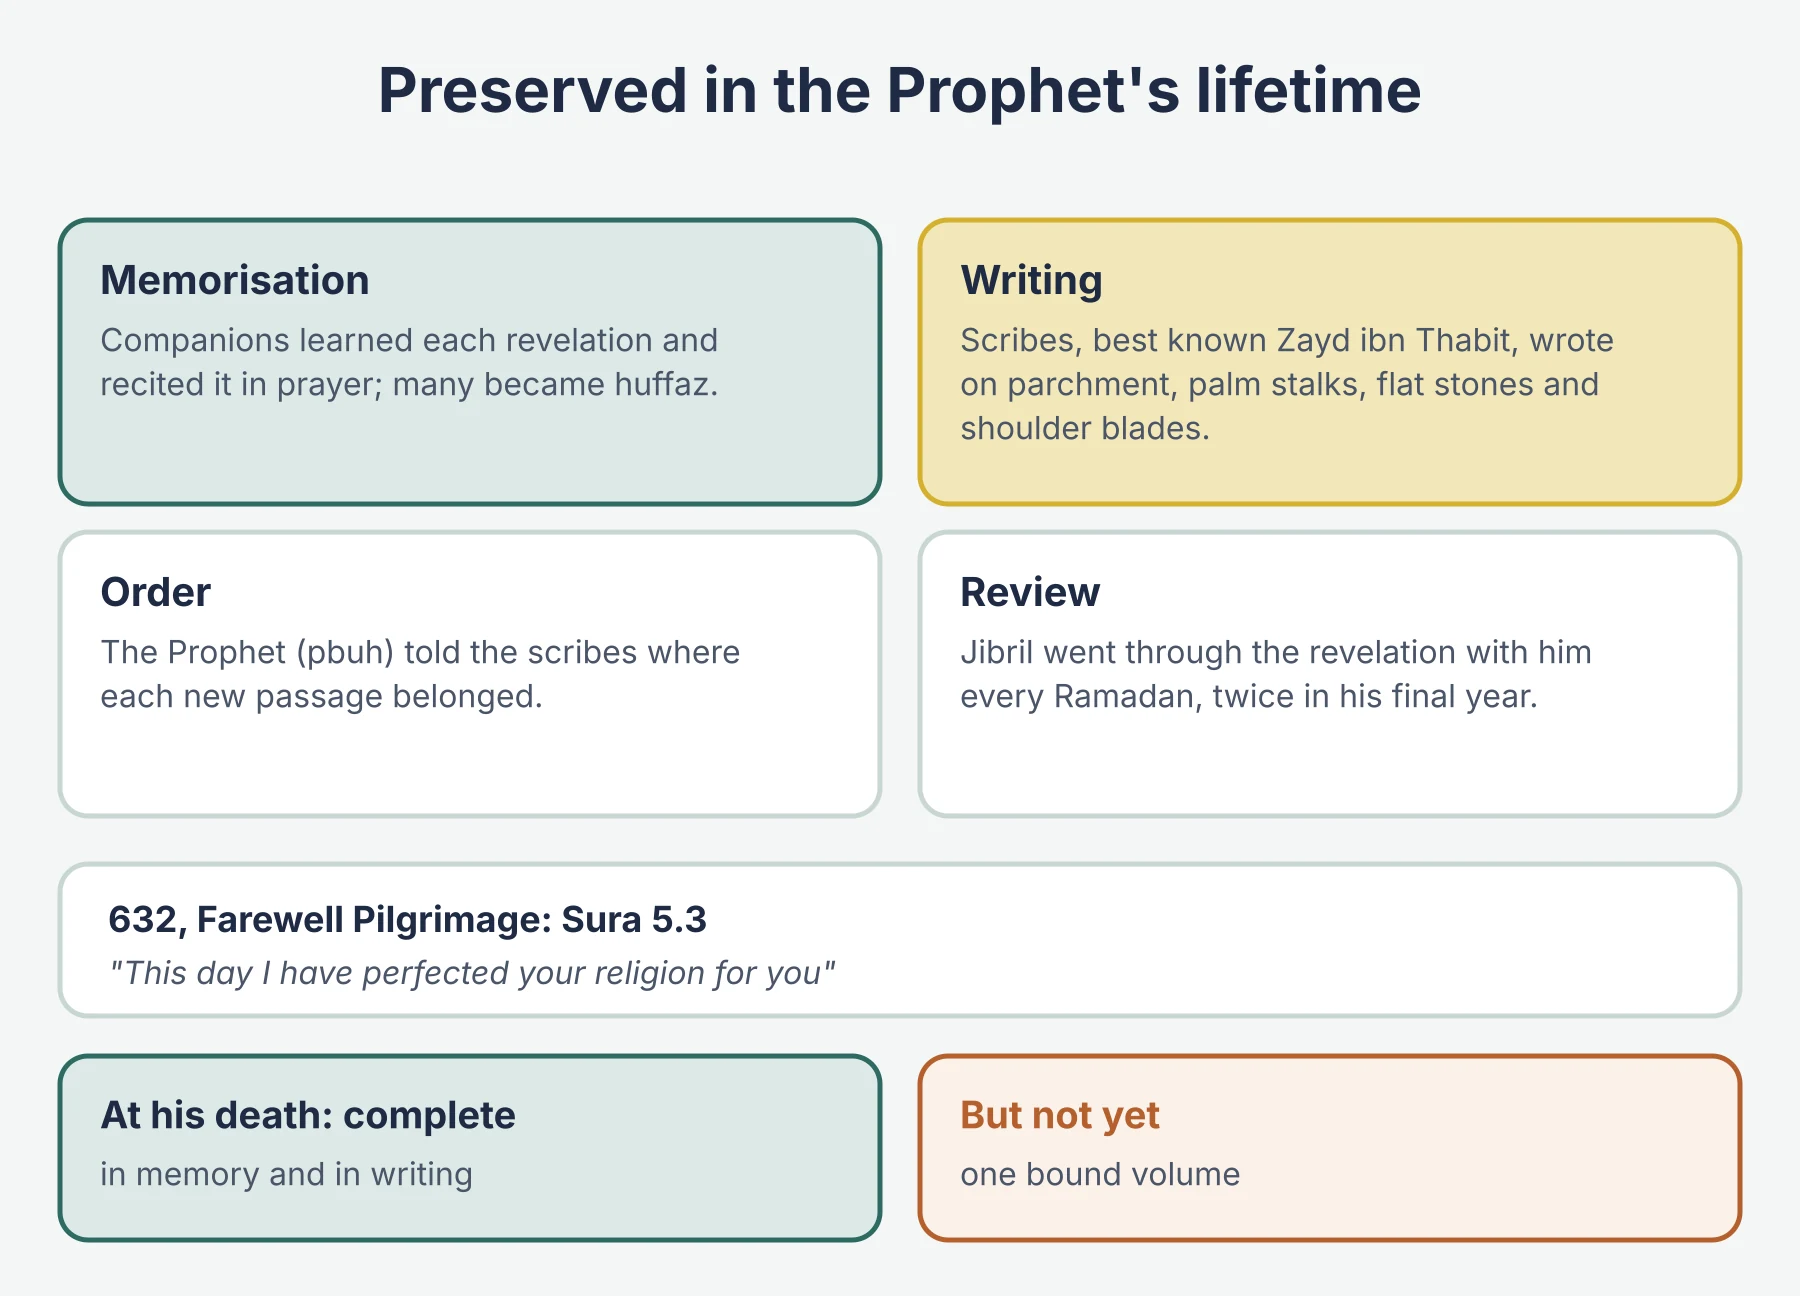 Preserved in the Prophet's lifetime
Memorisation
Companions learned each revelation and
recited it in prayer; many became huffaz.
Writing
Scribes, best known Zayd ibn Thabit, wrote
on parchment, palm stalks, flat stones and
shoulder blades.
Order
The Prophet (pbuh) told the scribes where
each new passage belonged.
Review
Jibril went through the revelation with him
every Ramadan, twice in his final year.
632, Farewell Pilgrimage: Sura 5.3
"This day I have perfected your religion for you"
At his death: complete
in memory and in writing
But not yet
one bound volume